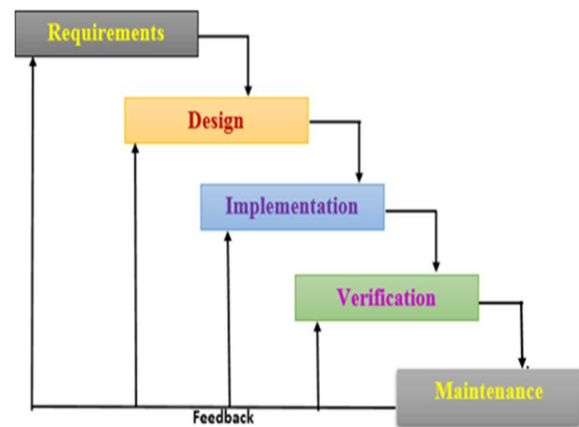 Requirements
Design
Implementation
Verification
Maintenance
Feedback